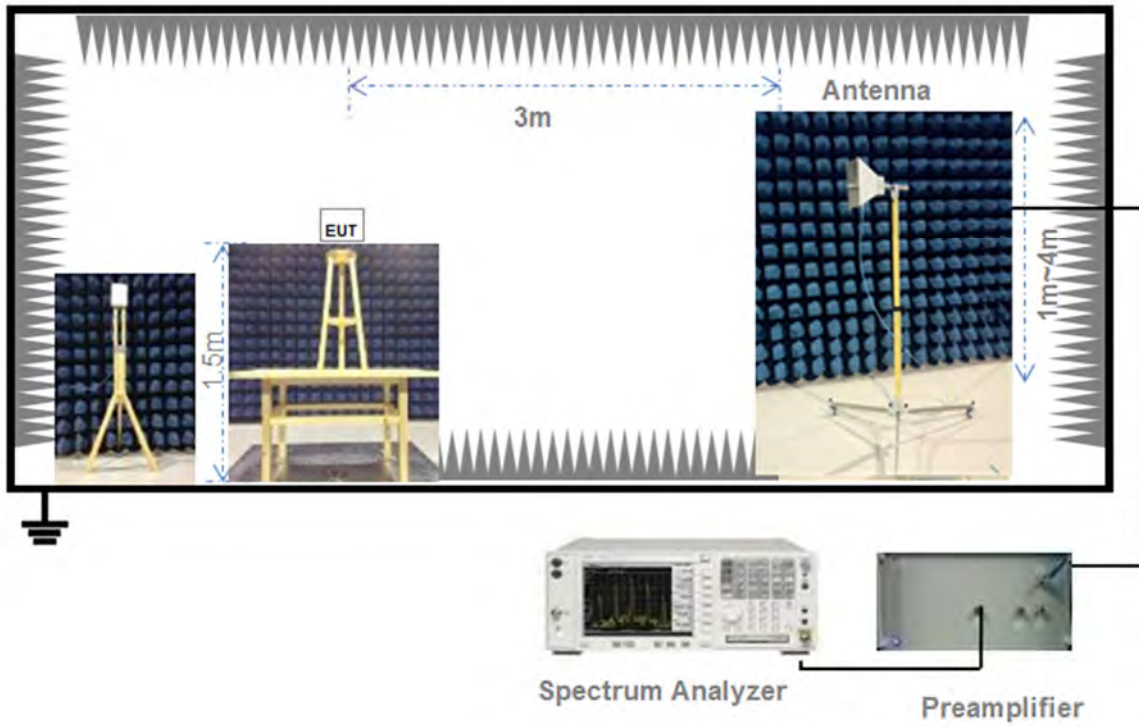 Antenna
3m
EUT
1.5m
1m~4m
Spectrum Analyzer
Preamplifier